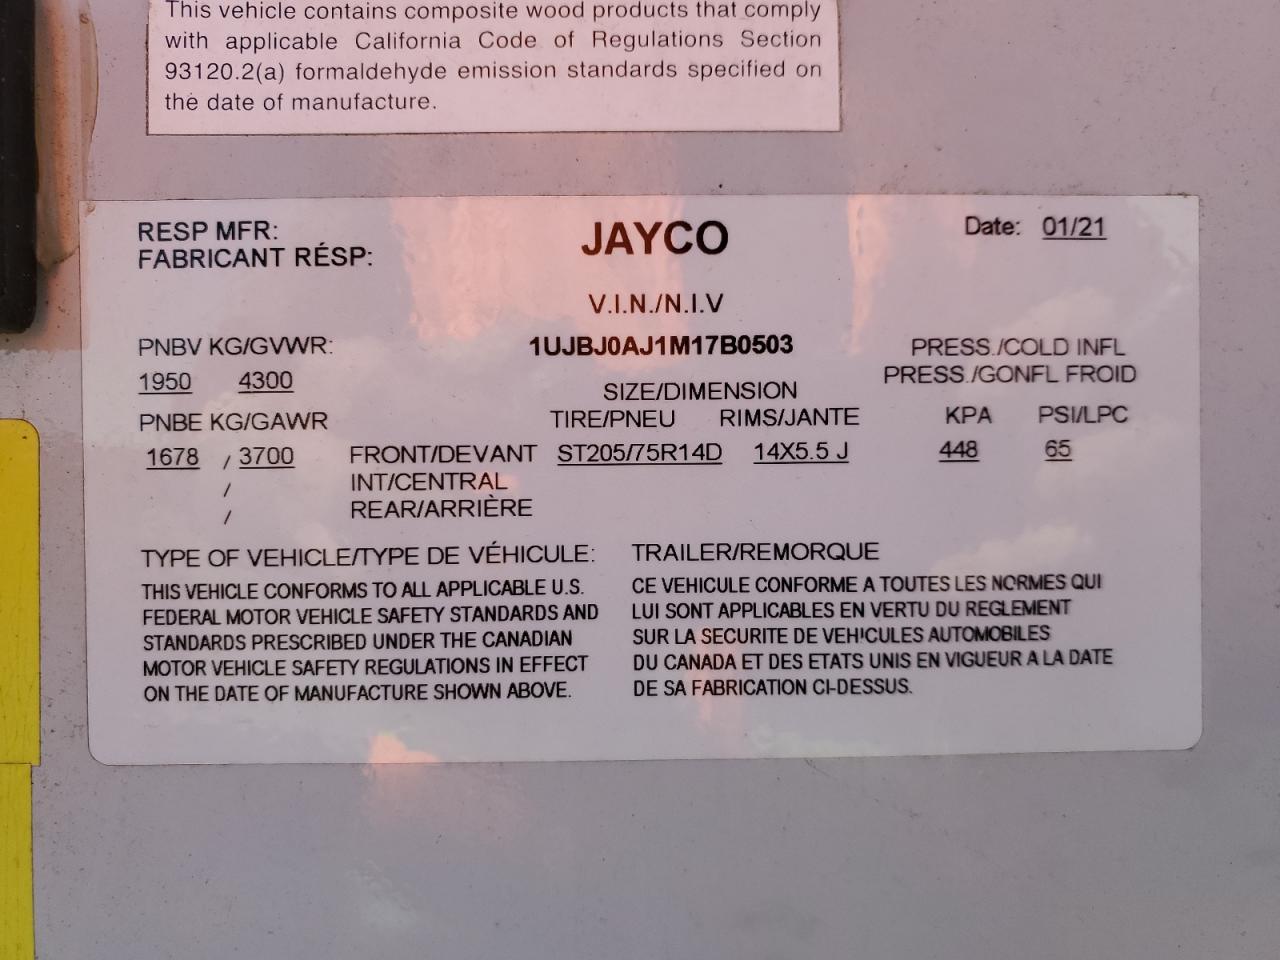 This vehicle contains composite wood products that comply
with applicable California Code of Regulations Section
93120.2(a) formaldehyde emission standards specified on
the date of manufacture.
RESP MFR:
FABRICANT RÉSP:
JAYCO
Date: 01/21
V.I.N./N.I.V
1UJBJ0AJ1M17B0503
PNBV KG/GVWR:
1950 4300
PRESS./COLD INFL
PRESS./GONFL FROID
SIZE/DIMENSION
PNBE KG/GAWR
TIRE/PNEU RIMS/JANTE KPA PSI/LPC
1678 / 3700 FRONT/DEVANT ST205/75R14D 14X5.5 J 448 65
/ INT/CENTRAL
/ REAR/ARRIÈRE
TYPE OF VEHICLE/TYPE DE VÉHICULE: TRAILER/REMORQUE
THIS VEHICLE CONFORMS TO ALL APPLICABLE U.S.
FEDERAL MOTOR VEHICLE SAFETY STANDARDS AND
STANDARDS PRESCRIBED UNDER THE CANADIAN
MOTOR VEHICLE SAFETY REGULATIONS IN EFFECT
ON THE DATE OF MANUFACTURE SHOWN ABOVE.
CE VEHICULE CONFORME A TOUTES LES NORMES QUI
LUI SONT APPLICABLES EN VERTU DU REGLEMENT
SUR LA SECURITE DE VEHICULES AUTOMOBILES
DU CANADA ET DES ETATS UNIS EN VIGUEUR A LA DATE
DE SA FABRICATION CI-DESSUS.